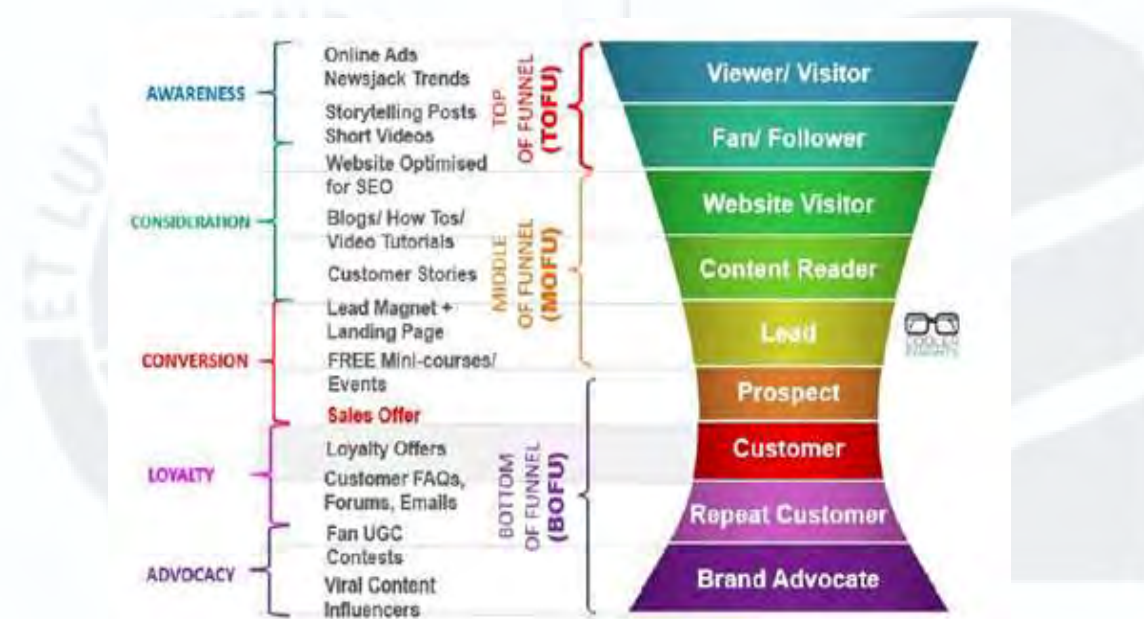 AWARENESS
Online Ads
Newsjack Trends
Storytelling Posts
Short Videos
CONSIDERATION
Website Optimised
for SEO
Blogs/ How Tos/
Video Tutorials
Customer Stories
CONVERSION
Lead Magnet +
Landing Page
FREE Mini-courses/
Events
Sales Offer
LOYALTY
Loyalty Offers
Customer FAQs,
Forums, Emails
ADVOCACY
Fan UGC
Contests
Viral Content
Influencers
TOP
OF FUNNEL
(TOFU)
MIDDLE
OF FUNNEL
(MOFU)
BOTTOM
OF FUNNEL
(BOFU)
Viewer/ Visitor
Fan/ Follower
Website Visitor
Content Reader
Lead
Prospect
Customer
Repeat Customer
Brand Advocate
ET LUX